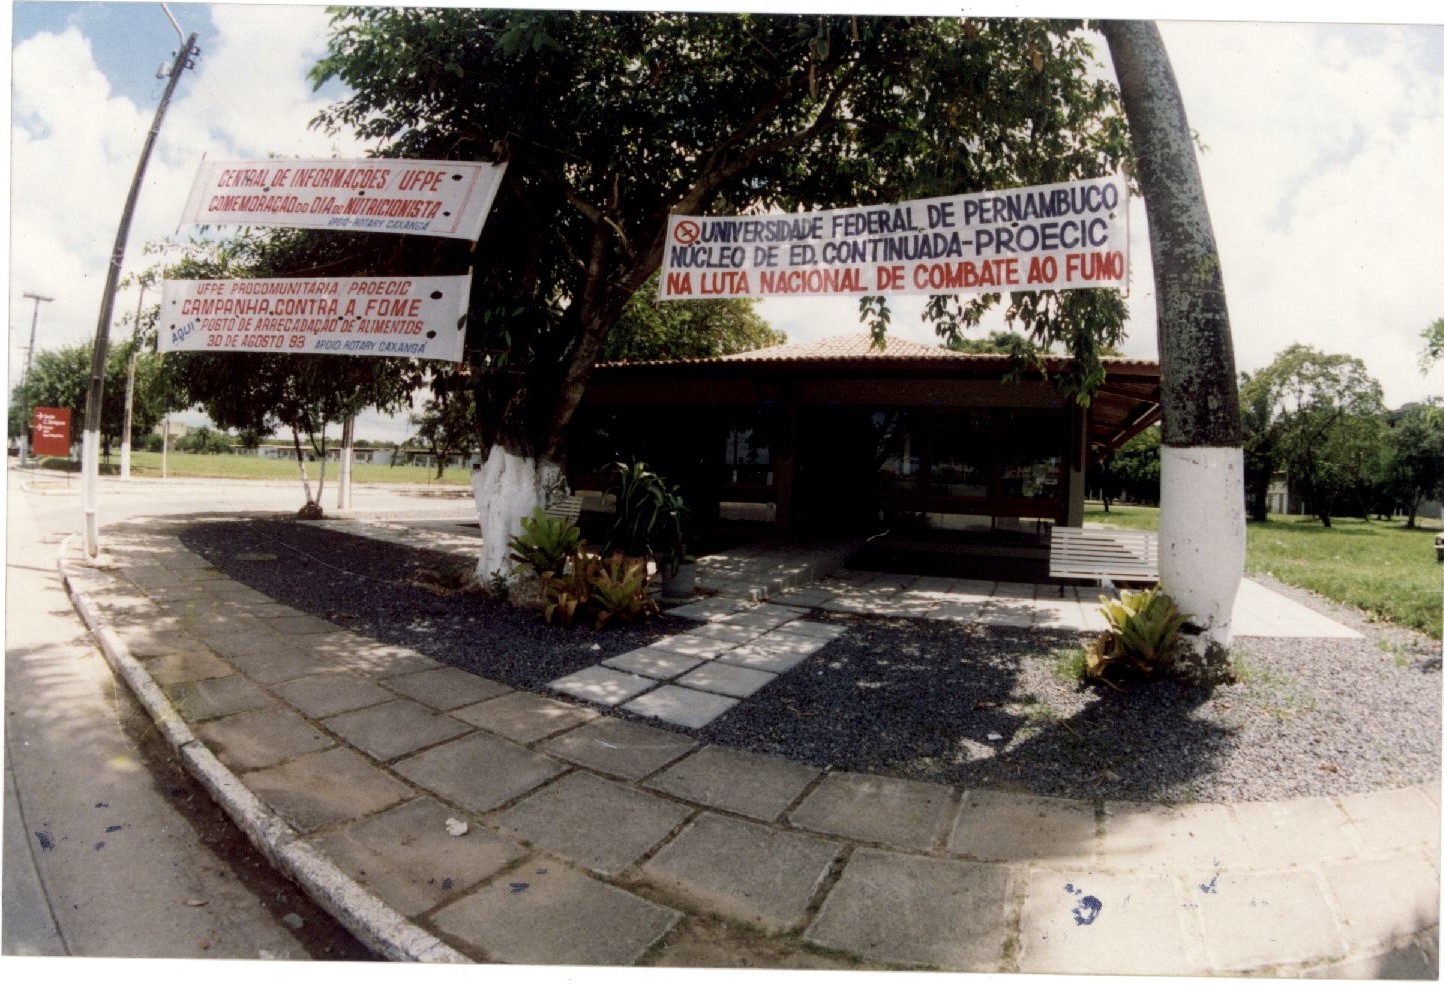 CENTRAL DE INFORMAÇÕES / UFPE
COMEMORAÇÃO DO DIA DO NUTRICIONISTA
APOIO-ROTARY CAXANGÁ
UFPE PROCOMUNITÁRIA PROECIC
CAMPANHA CONTRA A FOME
AQUI POSTO DE ARRECADAÇÃO DE ALIMENTOS
30 DE AGOSTO 93 APOIO: ROTARY CAXANGÁ
UNIVERSIDADE FEDERAL DE PERNAMBUCO
NÚCLEO DE ED. CONTINUADA-PROECIC
NA LUTA NACIONAL DE COMBATE AO FUMO